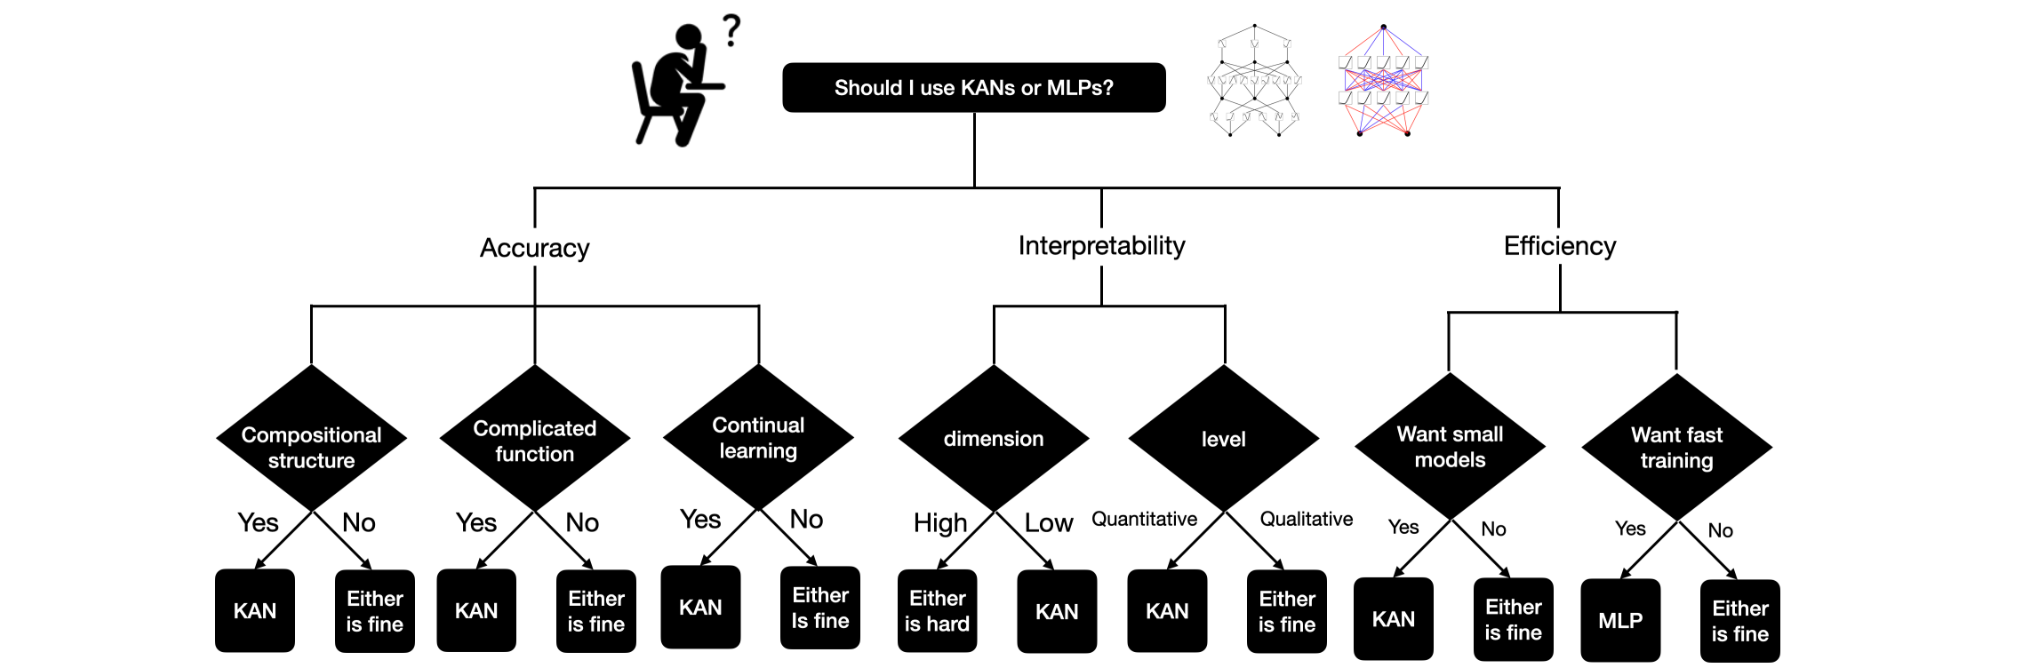 ?
Should I use KANs or MLPs?
Accuracy
Interpretability
Efficiency
Compositional
structure
Complicated
function
Continual
learning
dimension
level
Want small
models
Want fast
training
Yes
No
Yes
No
Yes
No
High
Low
Quantitative
Qualitative
Yes
No
Yes
No
KAN
Either
is fine
KAN
Either
is fine
KAN
Either
Is fine
Either
is hard
KAN
KAN
Either
is fine
KAN
Either
is fine
MLP
Either
is fine